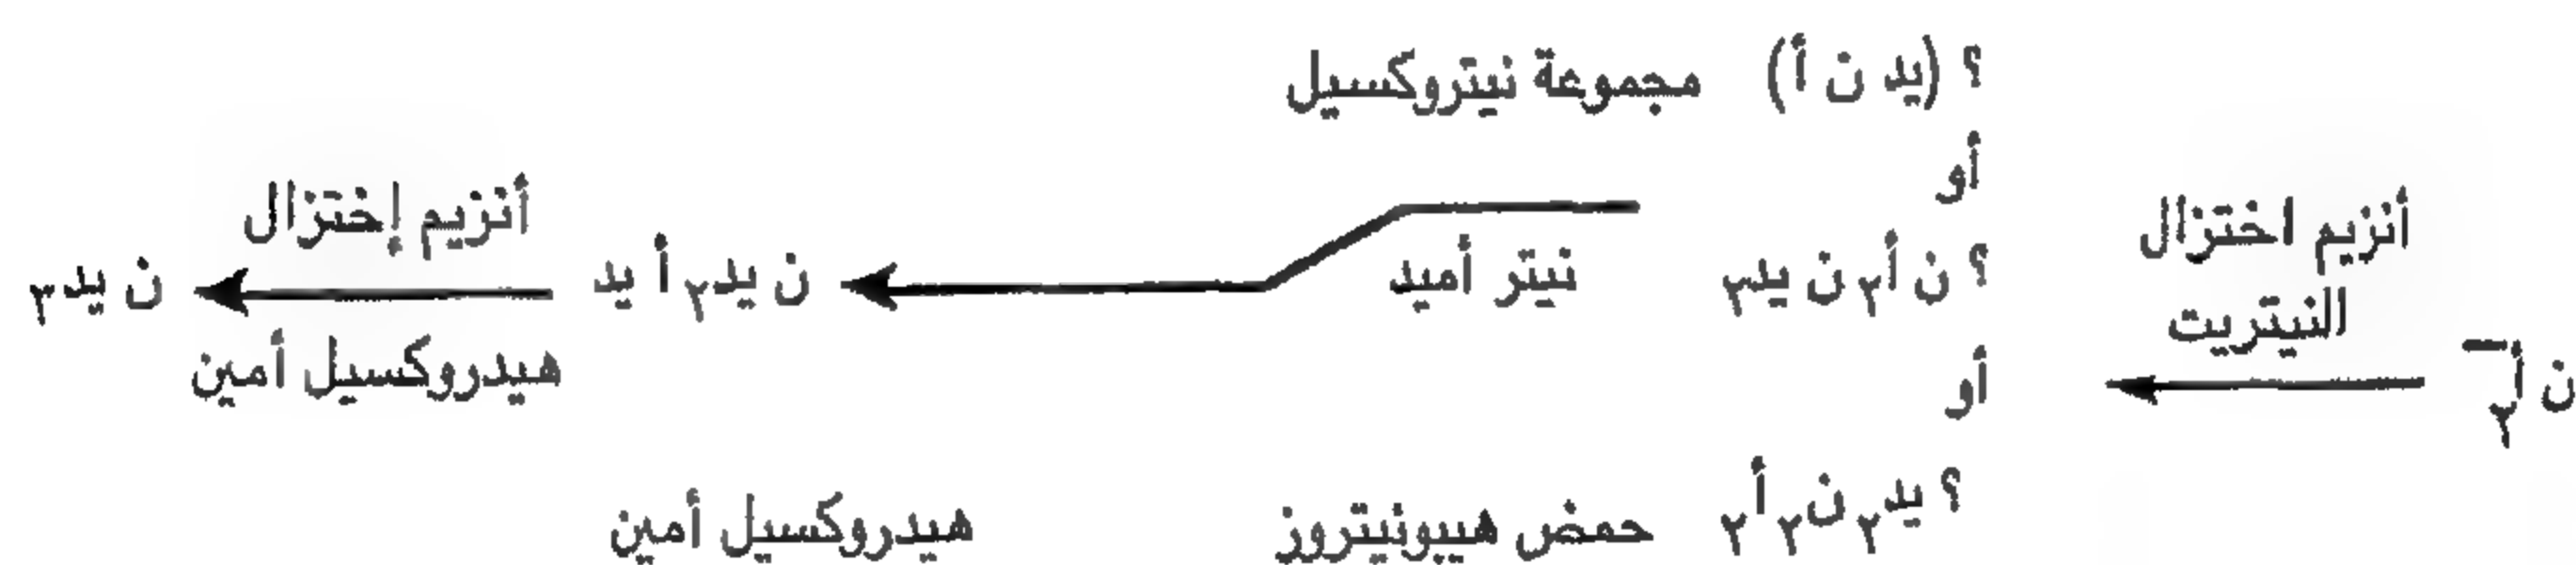 ؟ (يد ن أ) مجموعة نيتروكسيل
أو
أنزيم اختزال
النيتريت
ن أ٢⁻
؟ ن أ٢ ن يد٢ نيتر أميد
ن يد٢ أ يد
أنزيم إختزال
هيدروكسيل أمين
ن يد٣
أو
؟ يد٢ ن٢ أ٢ حمض هيبونيتروز
هيدروكسيل أمين